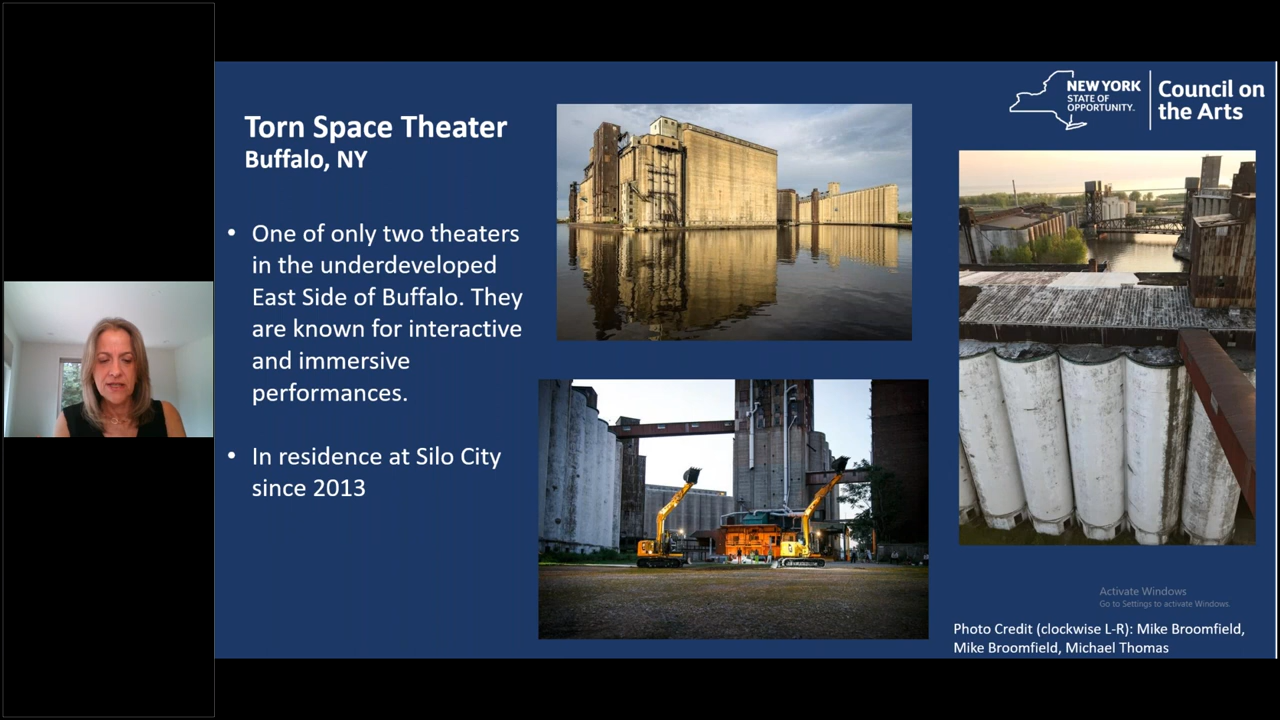 NEW YORK
STATE OF
OPPORTUNITY.
Council on
the Arts
Torn Space Theater
Buffalo, NY
• One of only two theaters
in the underdeveloped
East Side of Buffalo. They
are known for interactive
and immersive
performances.
• In residence at Silo City
since 2013
Activate Windows
Go to Settings to activate Windows.
Photo Credit (clockwise L-R): Mike Broomfield,
Mike Broomfield, Michael Thomas